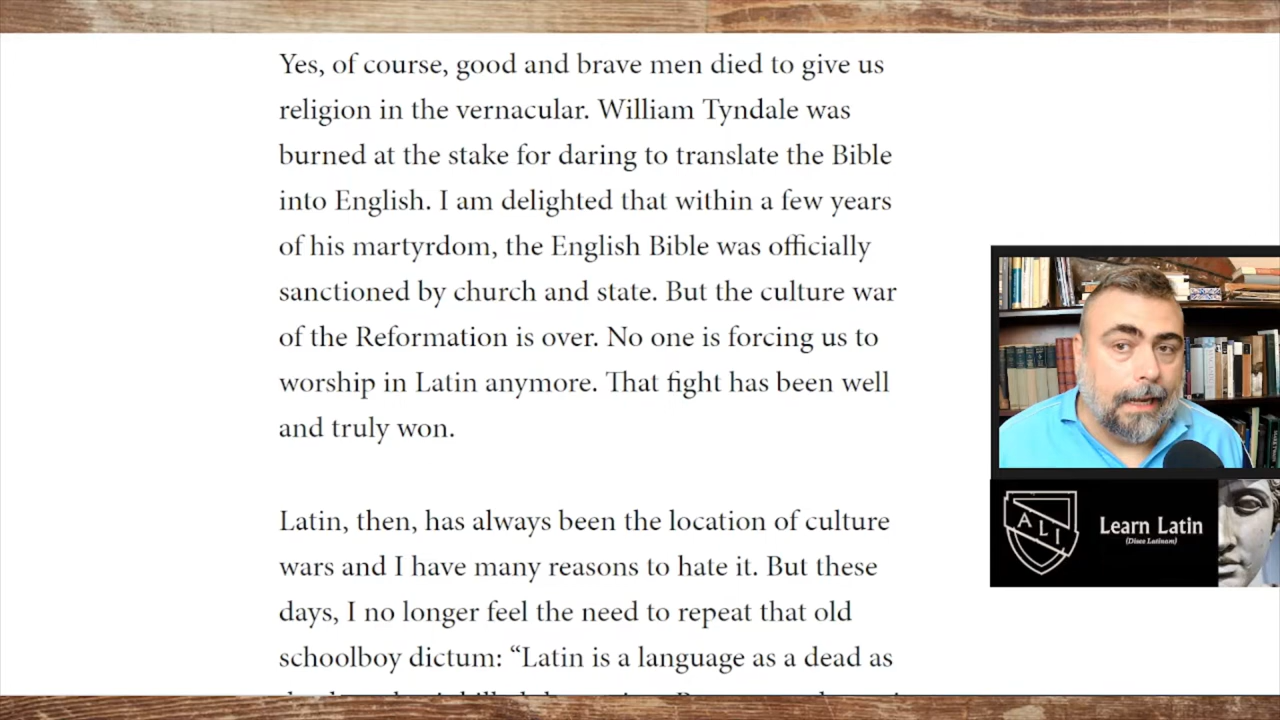 Yes, of course, good and brave men died to give us
religion in the vernacular. William Tyndale was
burned at the stake for daring to translate the Bible
into English. I am delighted that within a few years
of his martyrdom, the English Bible was officially
sanctioned by church and state. But the culture war
of the Reformation is over. No one is forcing us to
worship in Latin anymore. That fight has been well
and truly won.
Latin, then, has always been the location of culture
wars and I have many reasons to hate it. But these
days, I no longer feel the need to repeat that old
schoolboy dictum: “Latin is a language as a dead as
ALI
Learn Latin
(Disce Latinam)